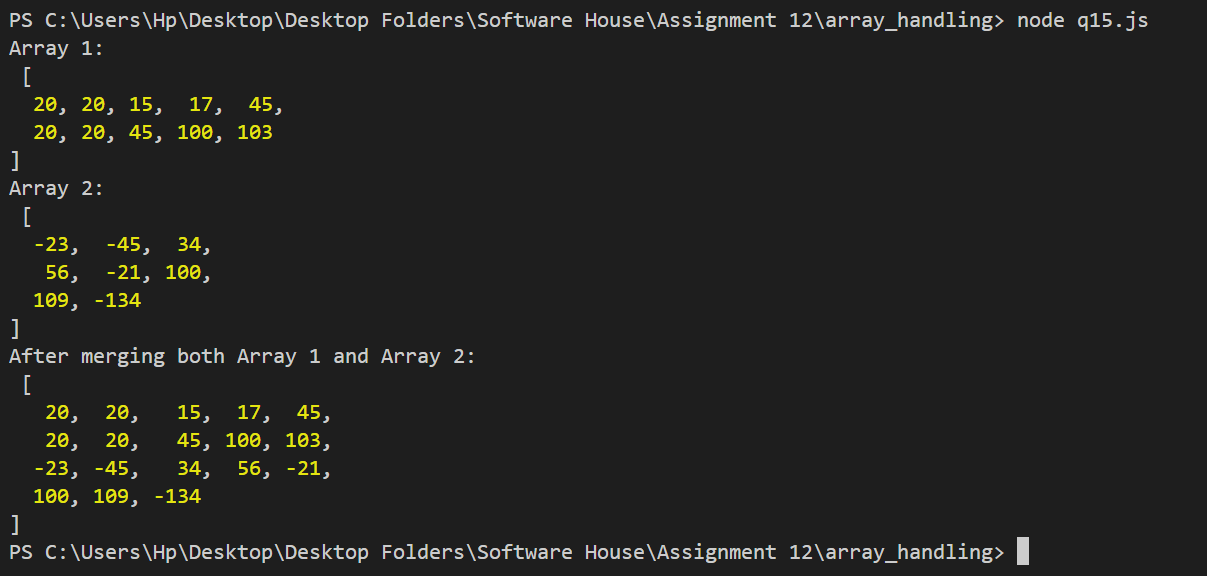 PS C:\Users\Hp\Desktop\Desktop Folders\Software House\Assignment 12\array_handling> node q15.js
Array 1:
 [
  20, 20, 15,  17,  45,
  20, 20, 45, 100, 103
]
Array 2:
 [
  -23,  -45,  34,
   56,  -21, 100,
  109, -134
]
After merging both Array 1 and Array 2:
 [
   20,  20,   15,  17,  45,
   20,  20,   45, 100, 103,
  -23, -45,   34,  56, -21,
  100, 109, -134
]
PS C:\Users\Hp\Desktop\Desktop Folders\Software House\Assignment 12\array_handling>